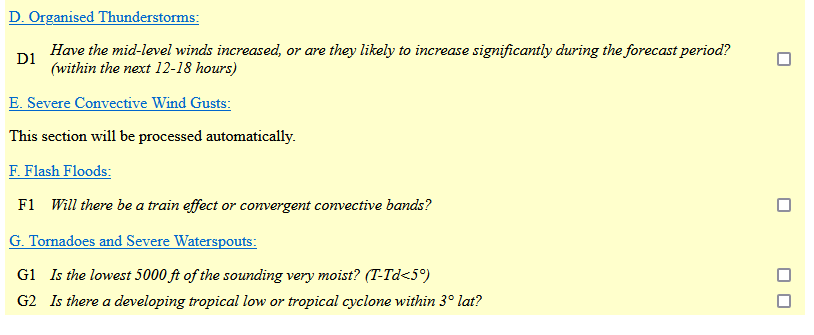 D. Organised Thunderstorms:
D1 Have the mid-level winds increased, or are they likely to increase significantly during the forecast period?
(within the next 12-18 hours)
E. Severe Convective Wind Gusts:
This section will be processed automatically.
F. Flash Floods:
F1 Will there be a train effect or convergent convective bands?
G. Tornadoes and Severe Waterspouts:
G1 Is the lowest 5000 ft of the sounding very moist? (T-Td<5°)
G2 Is there a developing tropical low or tropical cyclone within 3° lat?